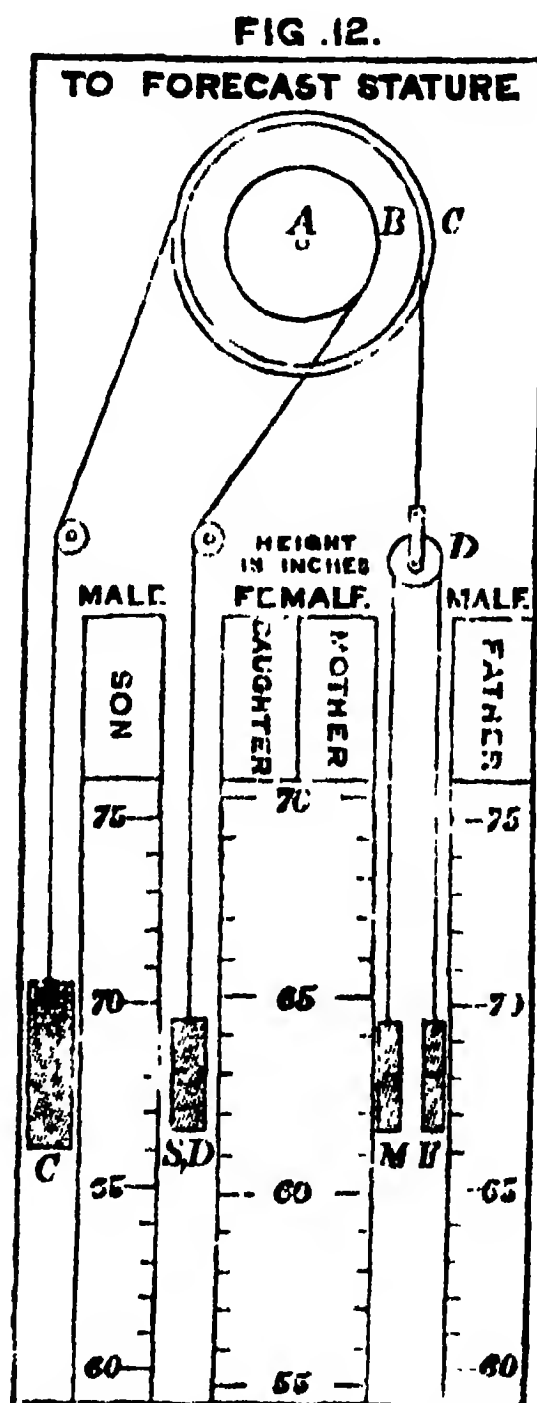 FIG .12.
TO FORECAST STATURE
A B C
D
HEIGHT
IN INCHES
MALE. FEMALE. MALE.
SON DAUGHTER MOTHER FATHER
75 70 75
70 65 70
C S,D M F
65 60 65
60 55 60